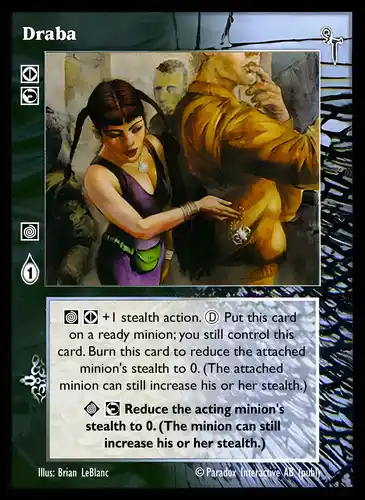 Draba
1
+1 stealth action. D Put this card
on a ready minion; you still control this
card. Burn this card to reduce the attached
minion's stealth to 0. (The attached
minion can still increase his or her stealth.)
Reduce the acting minion's
stealth to 0. (The minion can still
increase his or her stealth.)
Illus: Brian LeBlanc
© Paradox Interactive AB (publ)